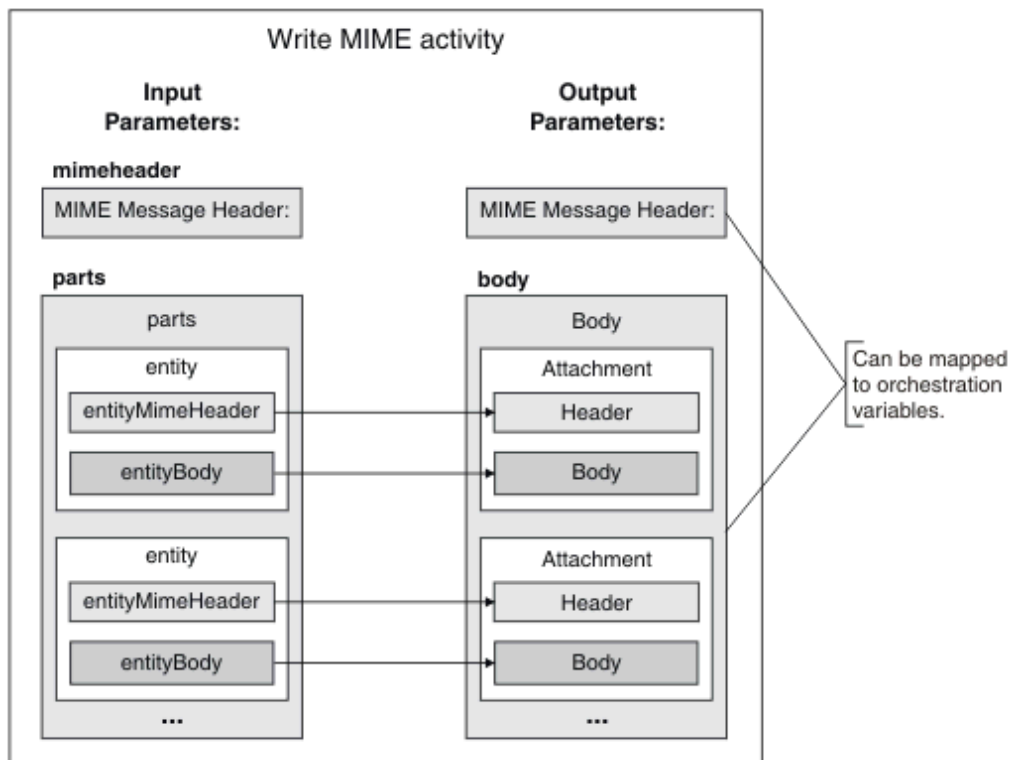 Write MIME activity
Input
Parameters:
Output
Parameters:
mimeheader
MIME Message Header:
MIME Message Header:
parts
body
parts
Body
entity
Attachment
entityMimeHeader
Header
entityBody
Body
Can be mapped
to orchestration
variables.
entity
Attachment
entityMimeHeader
Header
entityBody
Body
...
...